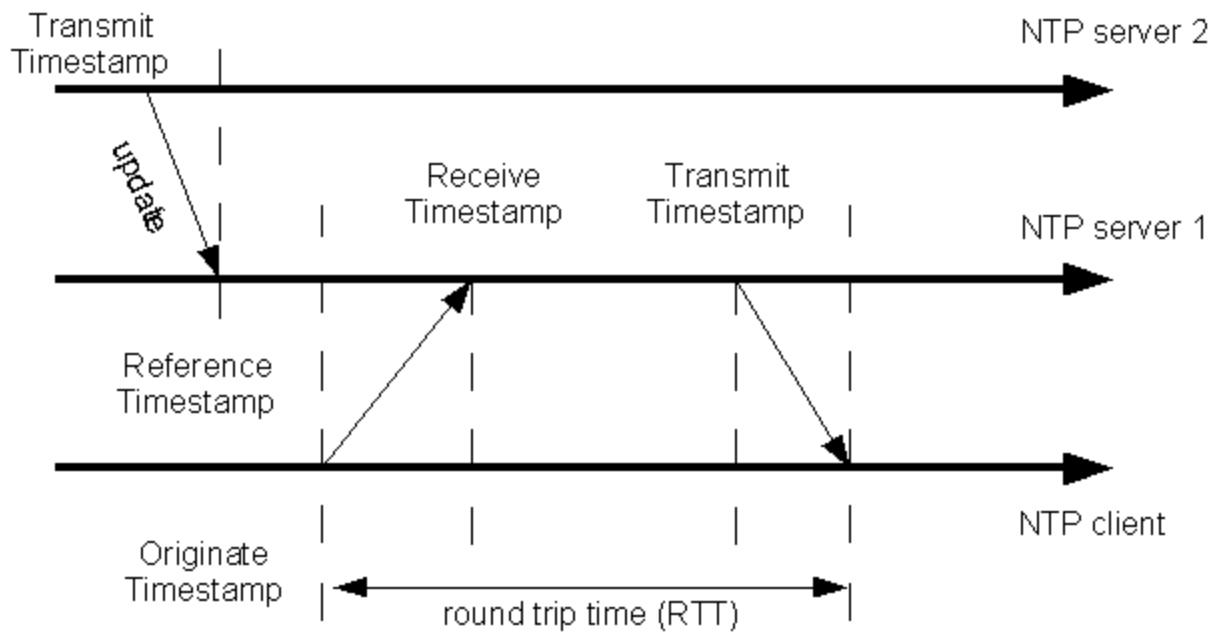 Transmit
Timestamp
NTP server 2
update
Receive
Timestamp
Transmit
Timestamp
NTP server 1
Reference
Timestamp
NTP client
Originate
Timestamp
round trip time (RTT)